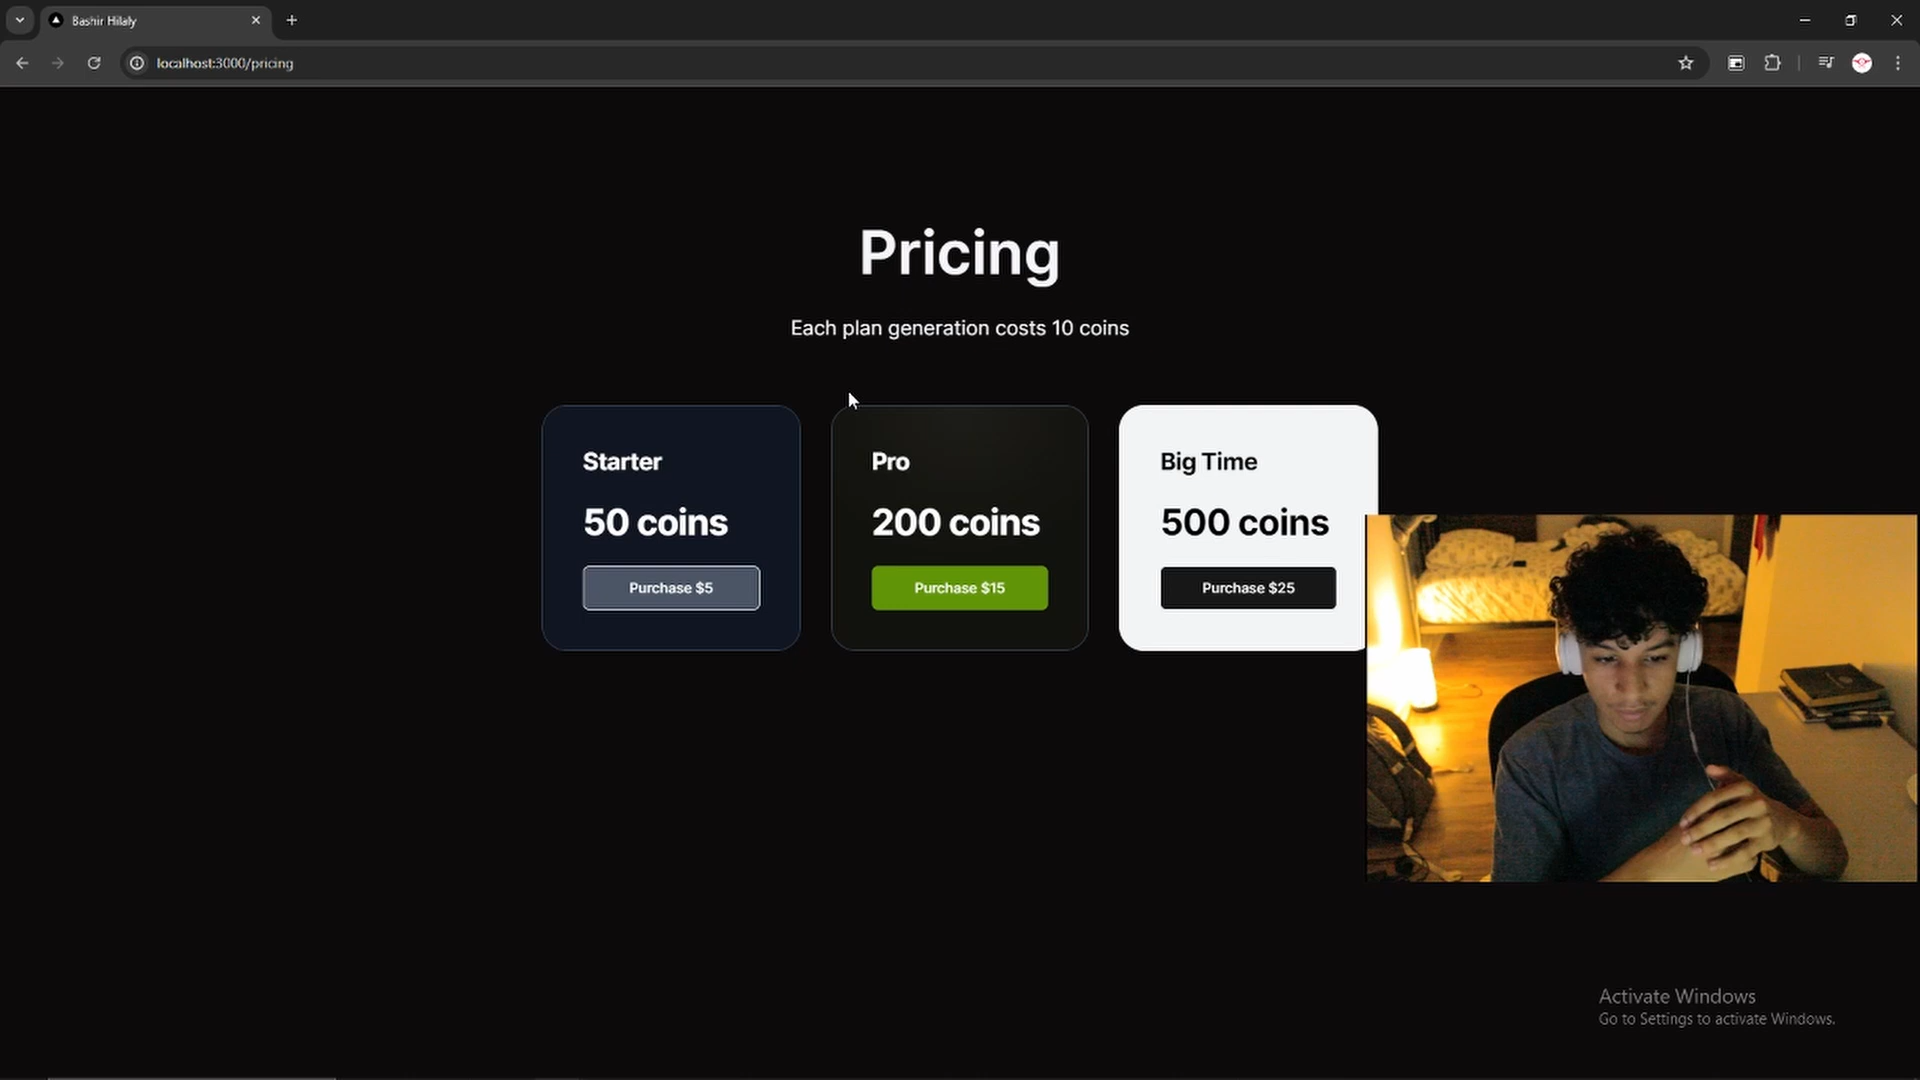 Bashir Hilaly
localhost:3000/pricing
Pricing
Each plan generation costs 10 coins
Starter
50 coins
Purchase $5
Pro
200 coins
Purchase $15
Big Time
500 coins
Purchase $25
Activate Windows
Go to Settings to activate Windows.